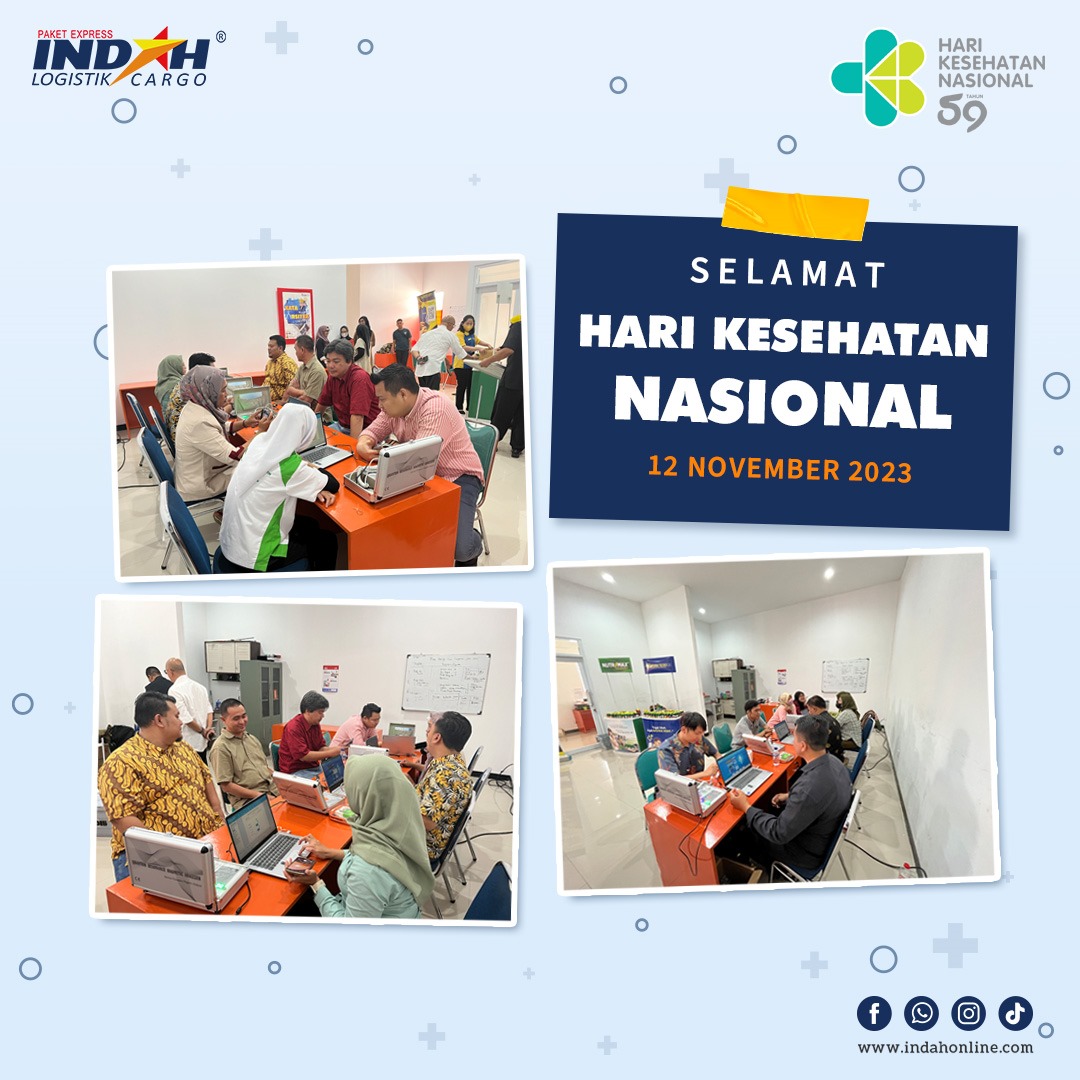 PAKET EXPRESS
INDAH®
LOGISTIK CARGO
HARI
KESEHATAN
NASIONAL
TAHUN
59
SELAMAT
HARI KESEHATAN
NASIONAL
12 NOVEMBER 2023
www.indahonline.com